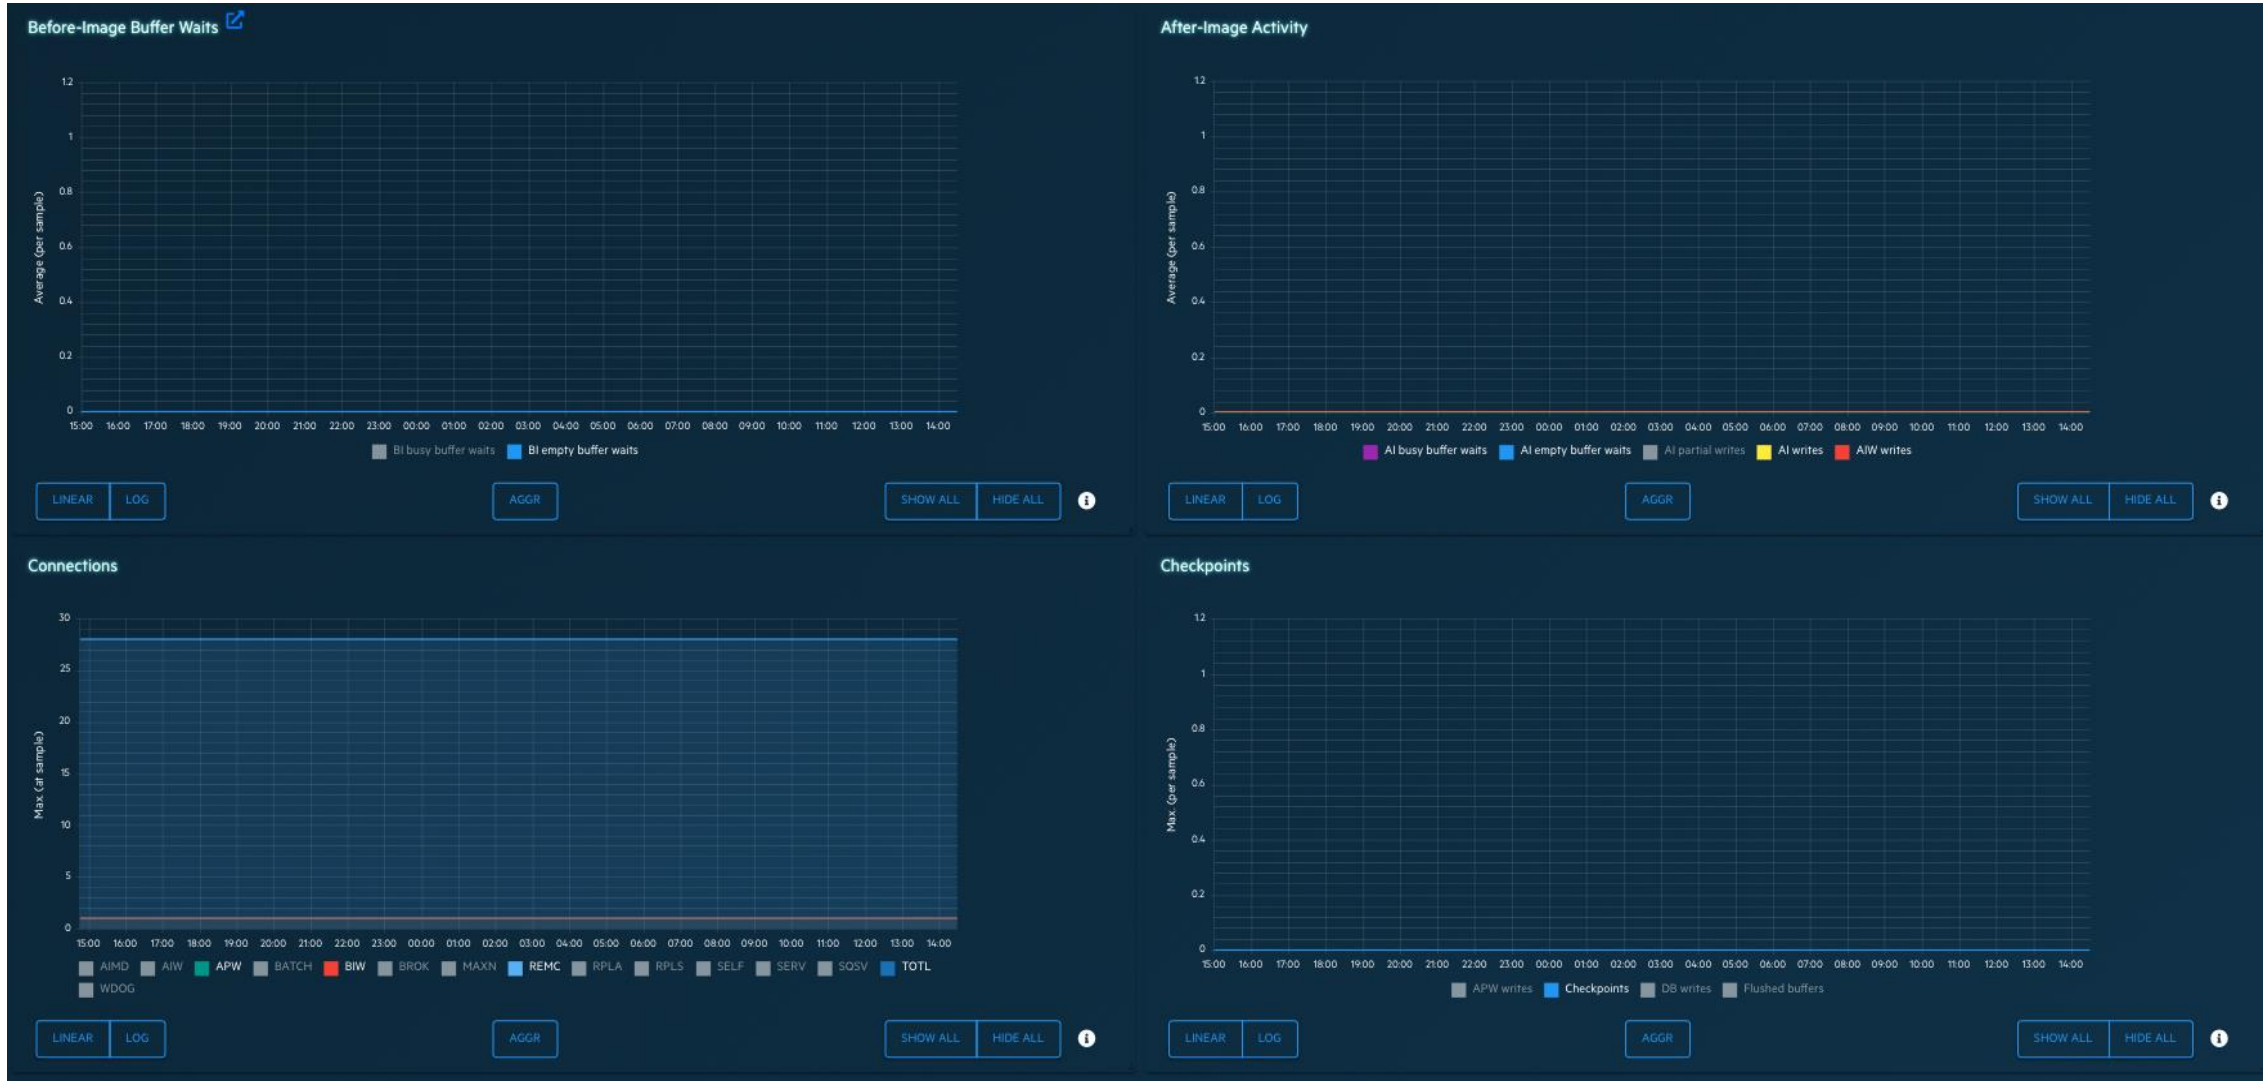 Before-Image Buffer Waits
Average (per sample)
1.2
1
0.8
0.6
0.4
0.2
0
15:00 16:00 17:00 18:00 19:00 20:00 21:00 22:00 23:00 00:00 01:00 02:00 03:00 04:00 05:00 06:00 07:00 08:00 09:00 10:00 11:00 12:00 13:00 14:00
BI busy buffer waits BI empty buffer waits
LINEAR LOG AGGR SHOW ALL HIDE ALL
After-Image Activity
Average (per sample)
1.2
1
0.8
0.6
0.4
0.2
0
15:00 16:00 17:00 18:00 19:00 20:00 21:00 22:00 23:00 00:00 01:00 02:00 03:00 04:00 05:00 06:00 07:00 08:00 09:00 10:00 11:00 12:00 13:00 14:00
AI busy buffer waits AI empty buffer waits AI partial writes AI writes AIW writes
LINEAR LOG AGGR SHOW ALL HIDE ALL
Connections
Max. (at sample)
30
25
20
15
10
5
0
15:00 16:00 17:00 18:00 19:00 20:00 21:00 22:00 23:00 00:00 01:00 02:00 03:00 04:00 05:00 06:00 07:00 08:00 09:00 10:00 11:00 12:00 13:00 14:00
AIMD AIW APW BATCH BIW BROK MAXN REMC RPLA RPLS SELF SERV SQSV TOTL
WDOG
LINEAR LOG AGGR SHOW ALL HIDE ALL
Checkpoints
Max. (per sample)
1.2
1
0.8
0.6
0.4
0.2
0
15:00 16:00 17:00 18:00 19:00 20:00 21:00 22:00 23:00 00:00 01:00 02:00 03:00 04:00 05:00 06:00 07:00 08:00 09:00 10:00 11:00 12:00 13:00 14:00
APW writes Checkpoints DB writes Flushed buffers
LINEAR LOG AGGR SHOW ALL HIDE ALL